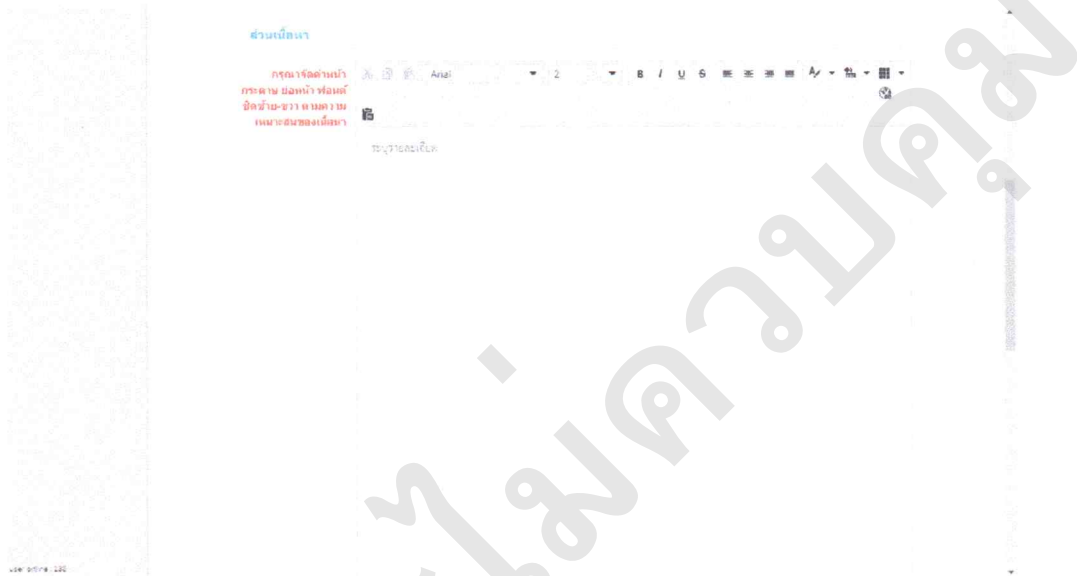 ส่วนเนื้อหา
กรุณาจัดตำแหน่ง
กระดาษ ย่อหน้า ฟอนต์
ชิดซ้าย-ขวา ตามความ
เหมาะสมของเนื้อหา
Arial 2 B I U S
ระบุรายละเอียด
ไม่ควบคุม